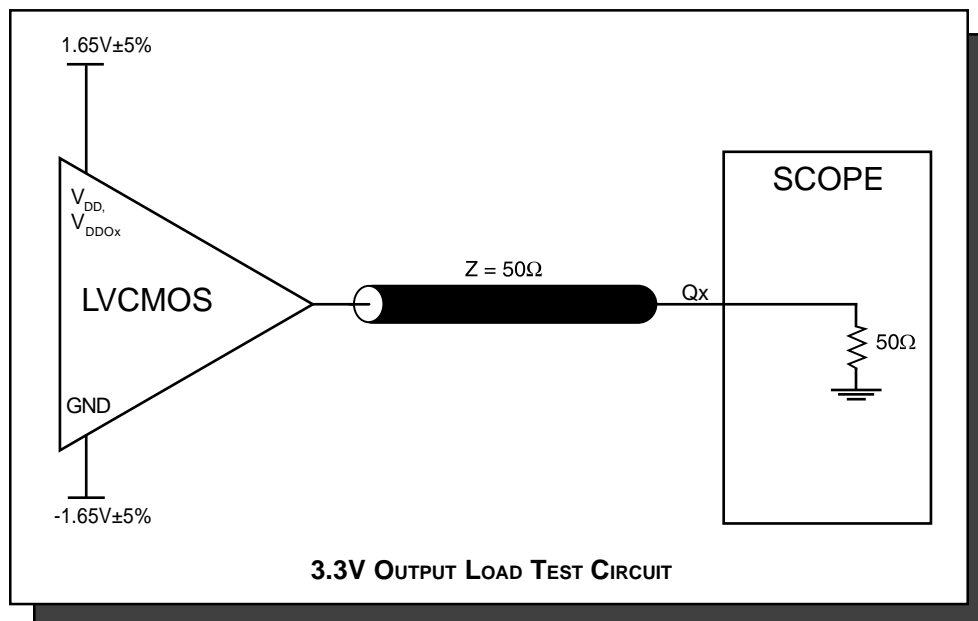 1.65V±5%
SCOPE
VDD,
VDDOx
LVCMOS
Z = 50Ω
Qx
50Ω
GND
-1.65V±5%
3.3V OUTPUT LOAD TEST CIRCUIT